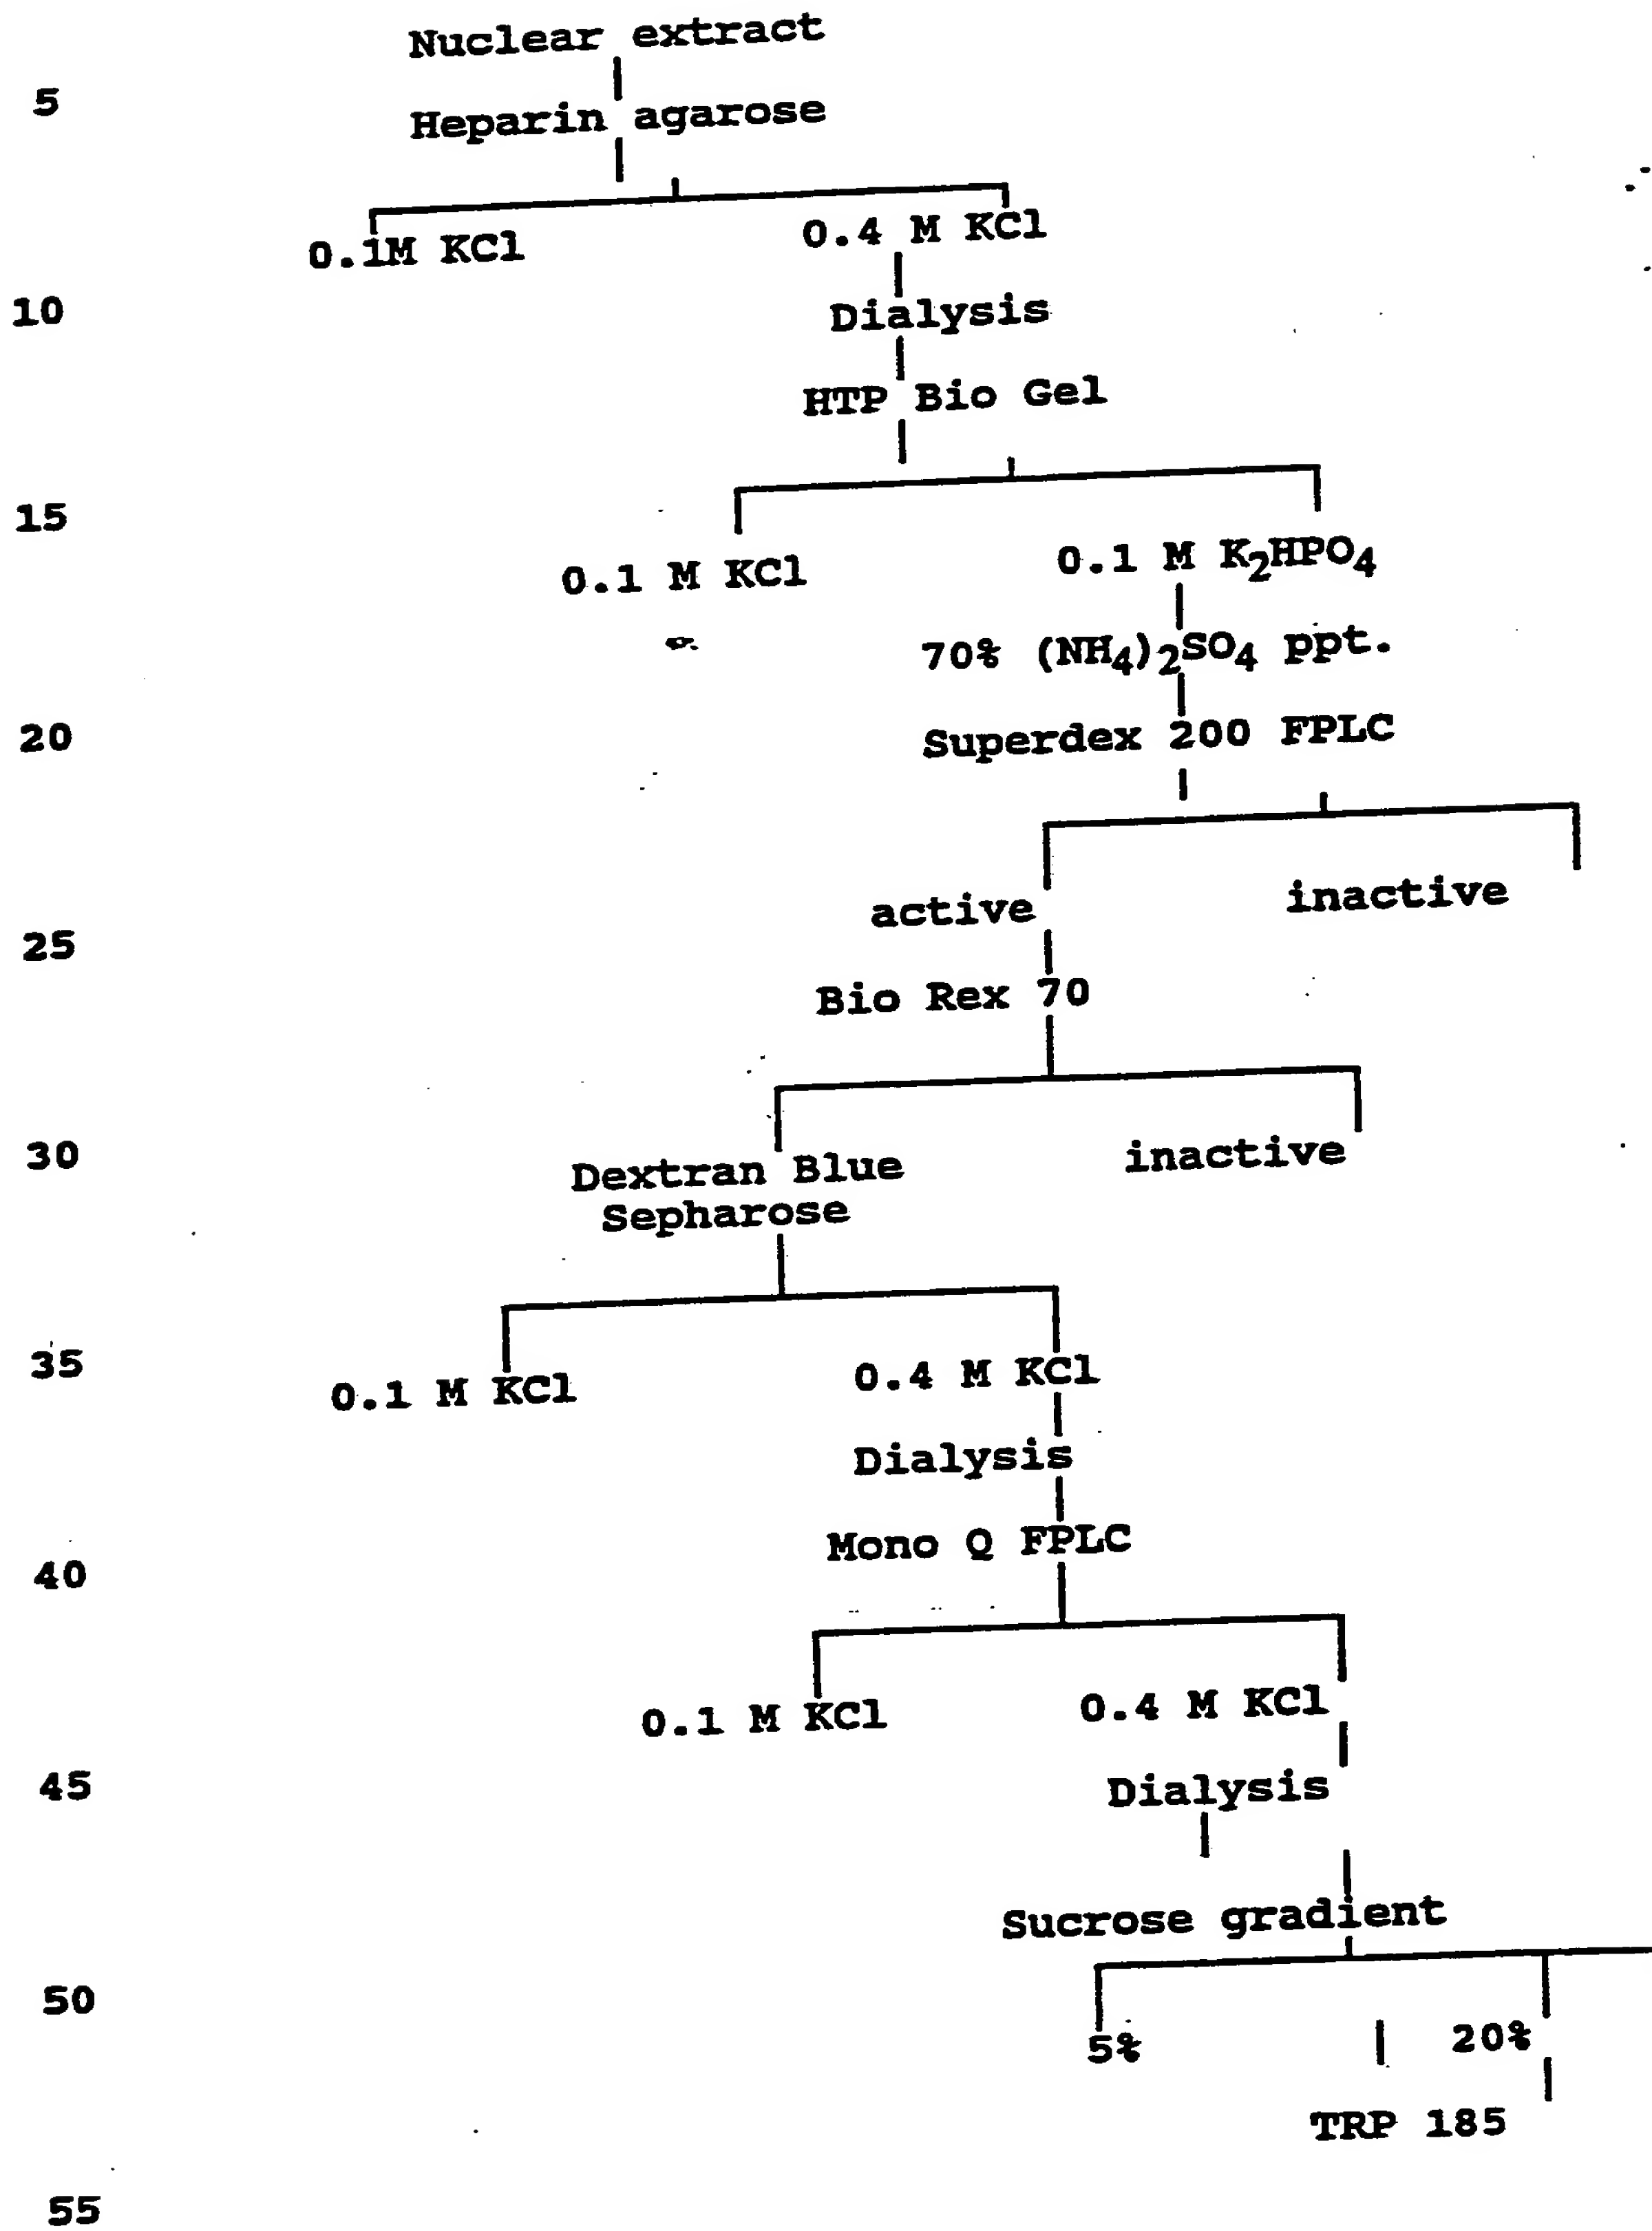 Nuclear extract
5
Heparin agarose
0.1M KCl 0.4 M KCl
10
Dialysis
HTP Bio Gel
15
0.1 M KCl 0.1 M K2HPO4
70% (NH4)2SO4 ppt.
20
Superdex 200 FPLC
active inactive
25
Bio Rex 70
30
Dextran Blue inactive
Sepharose
35
0.1 M KCl 0.4 M KCl
Dialysis
Mono Q FPLC
40
0.1 M KCl 0.4 M KCl
45
Dialysis
Sucrose gradient
50
5% 20%
TRP 185
55